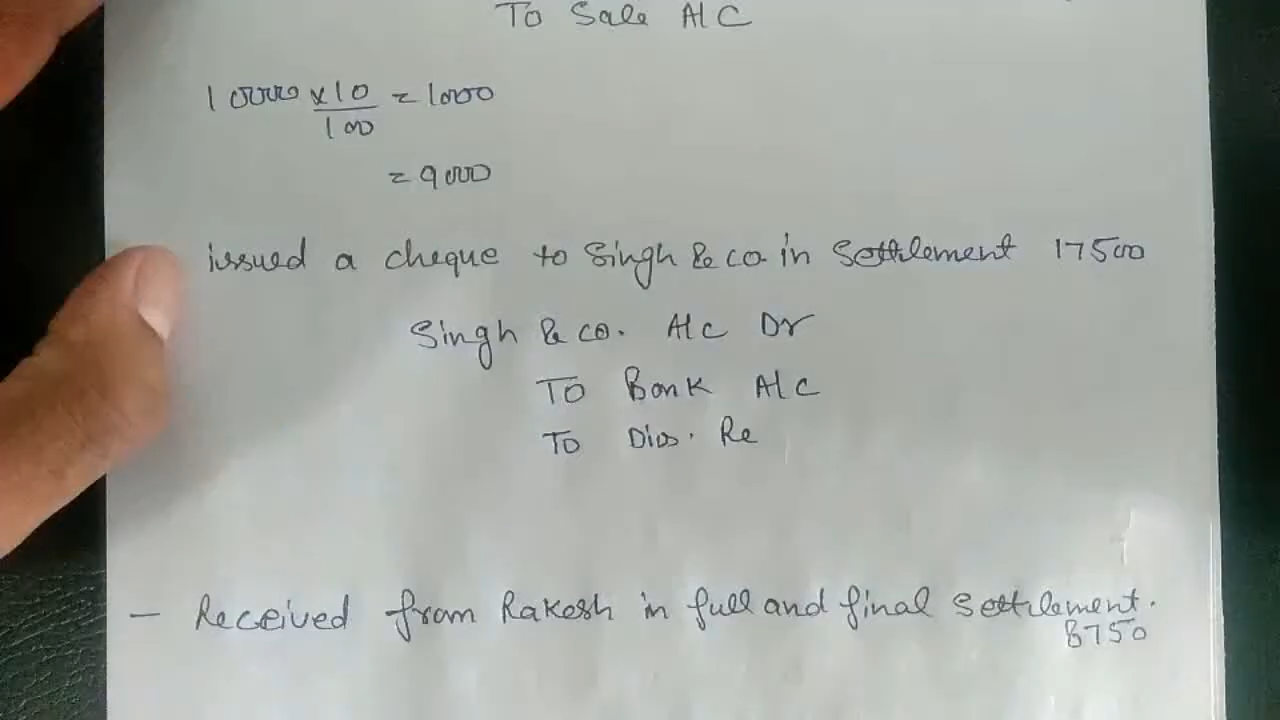 To Sale A/C
10000 x 10/100 = 1000
= 9000
issued a cheque to Singh & co. in Settlement 17500
Singh & co. A/c Dr
To Bank A/C
To Dis. Re
- Received from Rakesh in full and final Settlement.
8750